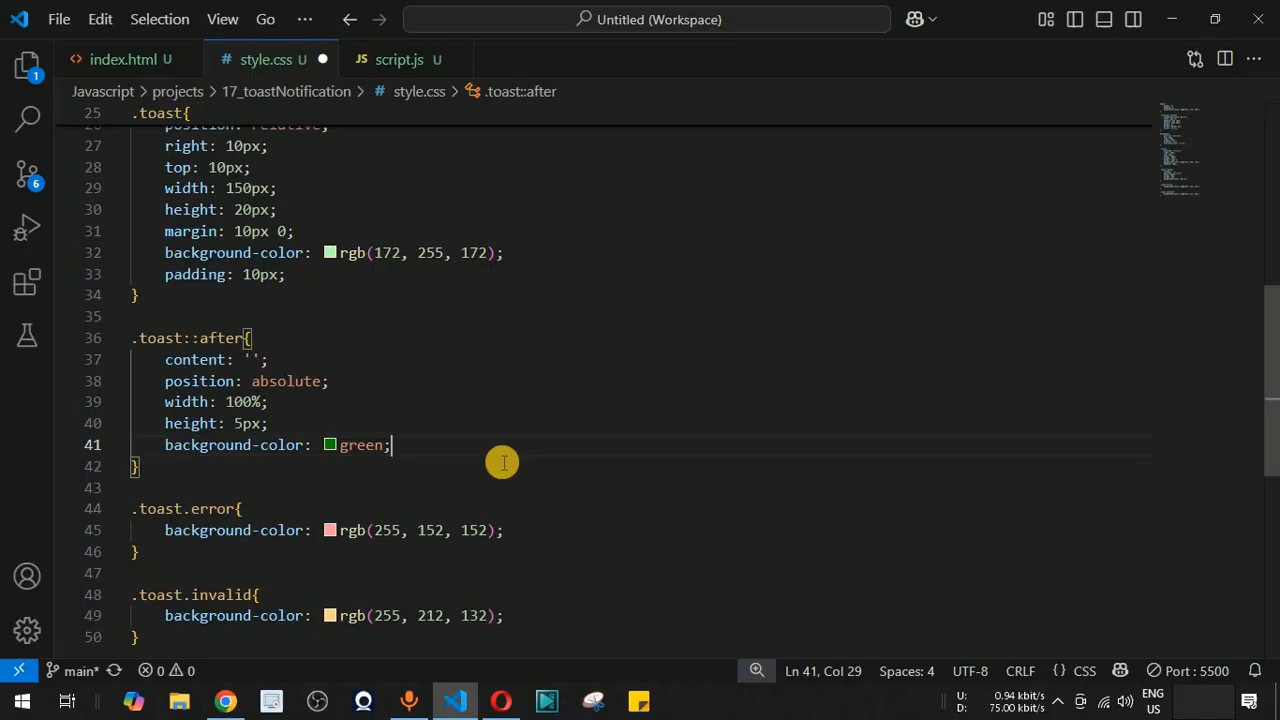 File Edit Selection View Go ··· Untitled (Workspace)
index.html U style.css U script.js U
Javascript projects 17_toastNotification style.css .toast::after
25 .toast{
position: relative;
27 right: 10px;
28 top: 10px;
29 width: 150px;
30 height: 20px;
31 margin: 10px 0;
32 background-color: rgb(172, 255, 172);
33 padding: 10px;
34 }
35
36 .toast::after{
37 content: '';
38 position: absolute;
39 width: 100%;
40 height: 5px;
41 background-color: green;
42 }
43
44 .toast.error{
45 background-color: rgb(255, 152, 152);
46 }
47
48 .toast.invalid{
49 background-color: rgb(255, 212, 132);
50 }
1
6
main* 0 0 Ln 41, Col 29 Spaces: 4 UTF-8 CRLF {} CSS Port : 5500
U: 0.94 kbit/s ENG
D: 75.00 kbit/s US